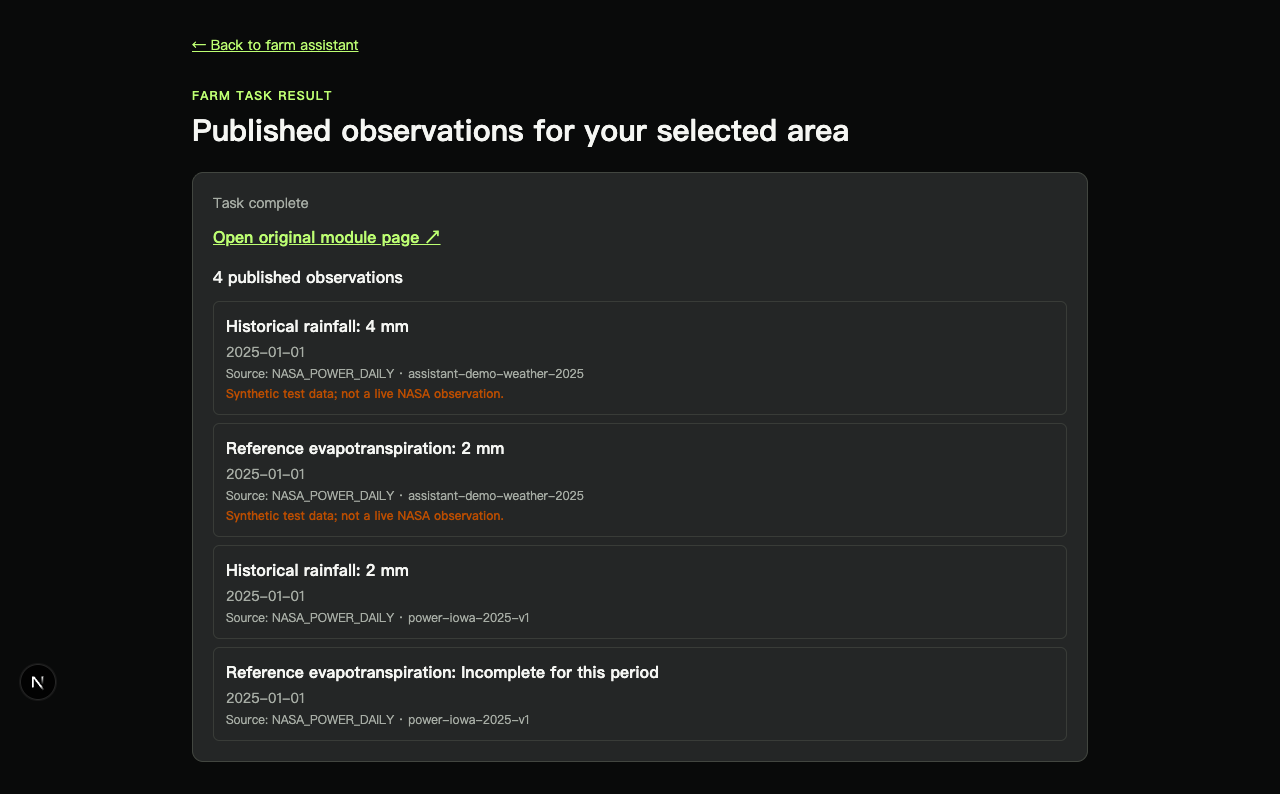 ← Back to farm assistant
FARM TASK RESULT
Published observations for your selected area
Task complete
Open original module page ↗
4 published observations
Historical rainfall: 4 mm
2025-01-01
Source: NASA_POWER_DAILY · assistant-demo-weather-2025
Synthetic test data; not a live NASA observation.
Reference evapotranspiration: 2 mm
2025-01-01
Source: NASA_POWER_DAILY · assistant-demo-weather-2025
Synthetic test data; not a live NASA observation.
Historical rainfall: 2 mm
2025-01-01
Source: NASA_POWER_DAILY · power-iowa-2025-v1
N
Reference evapotranspiration: Incomplete for this period
2025-01-01
Source: NASA_POWER_DAILY · power-iowa-2025-v1